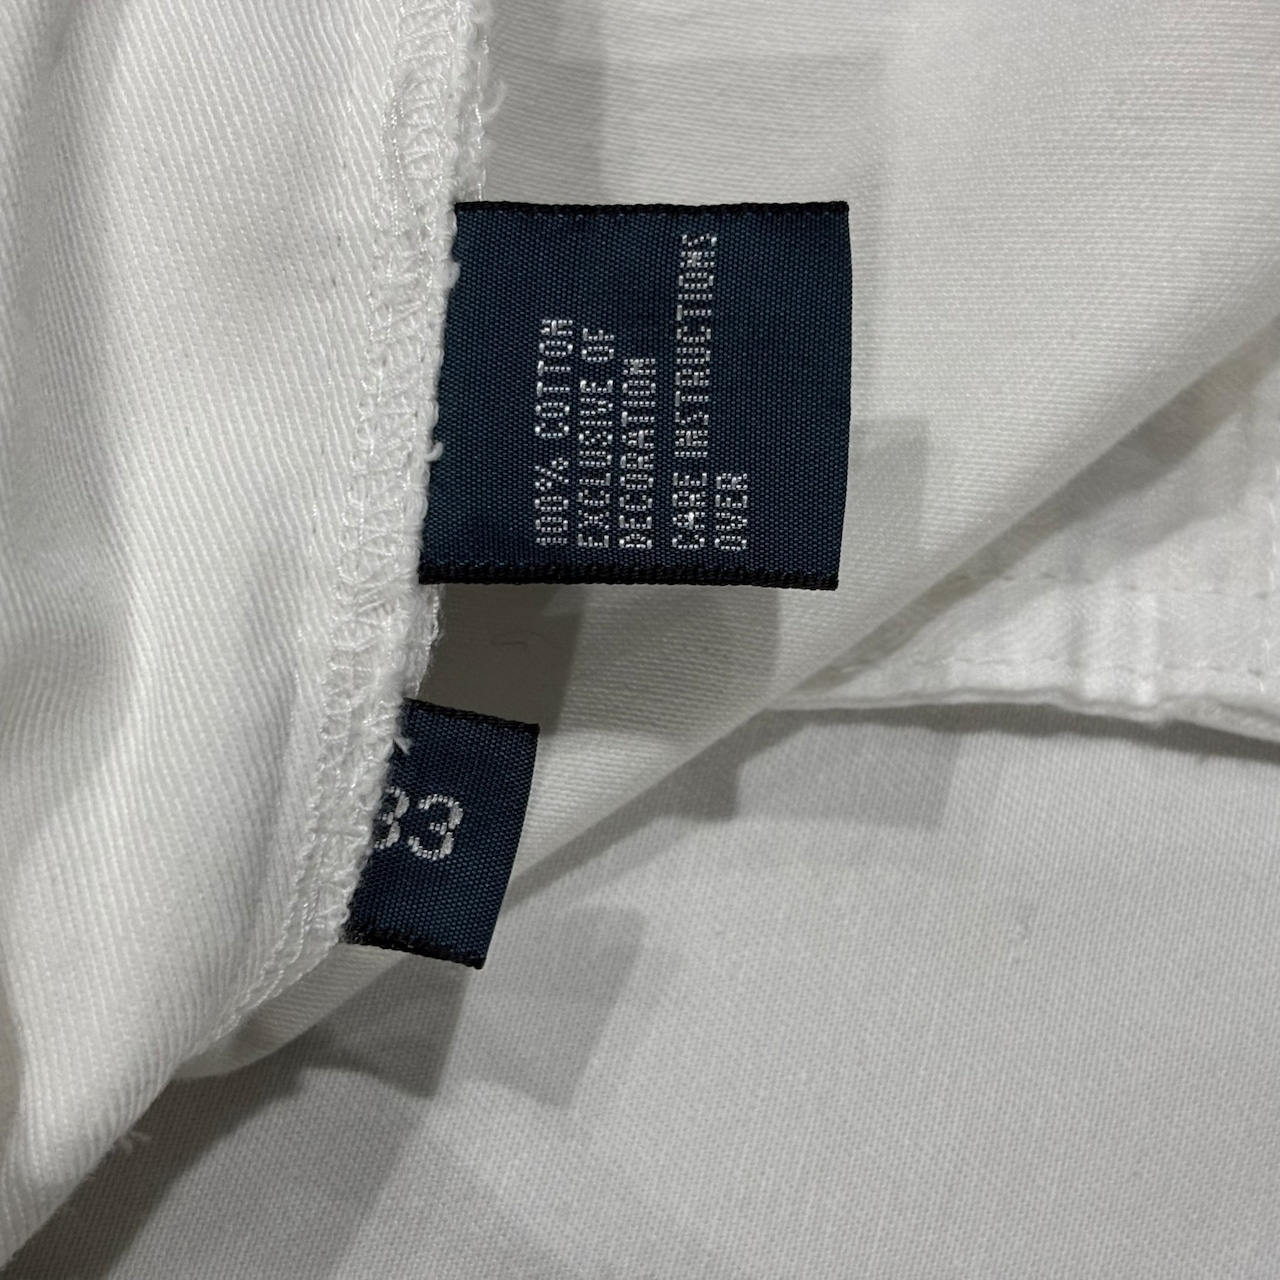 100% COTTON
EXCLUSIVE OF
DECORATION
CARE INSTRUCTIONS
OVER
33